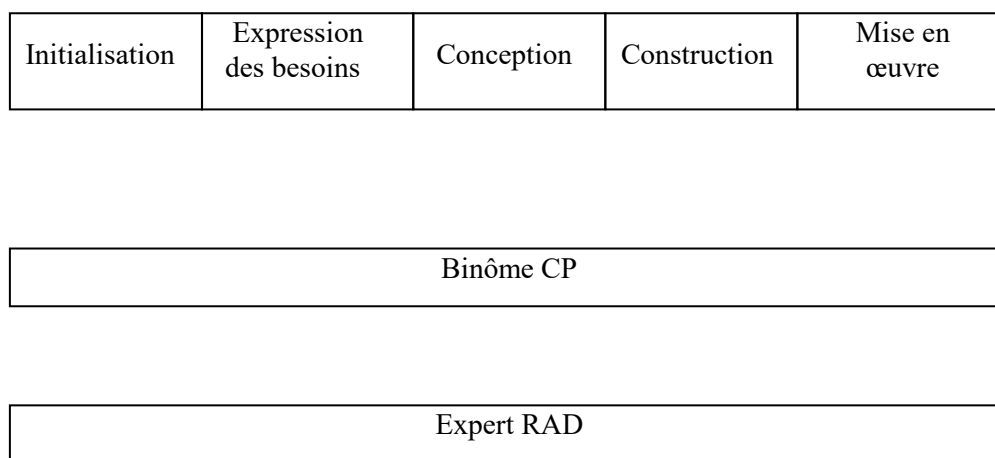 Initialisation
Expression
des besoins
Conception
Construction
Mise en
œuvre
Binôme CP
Expert RAD